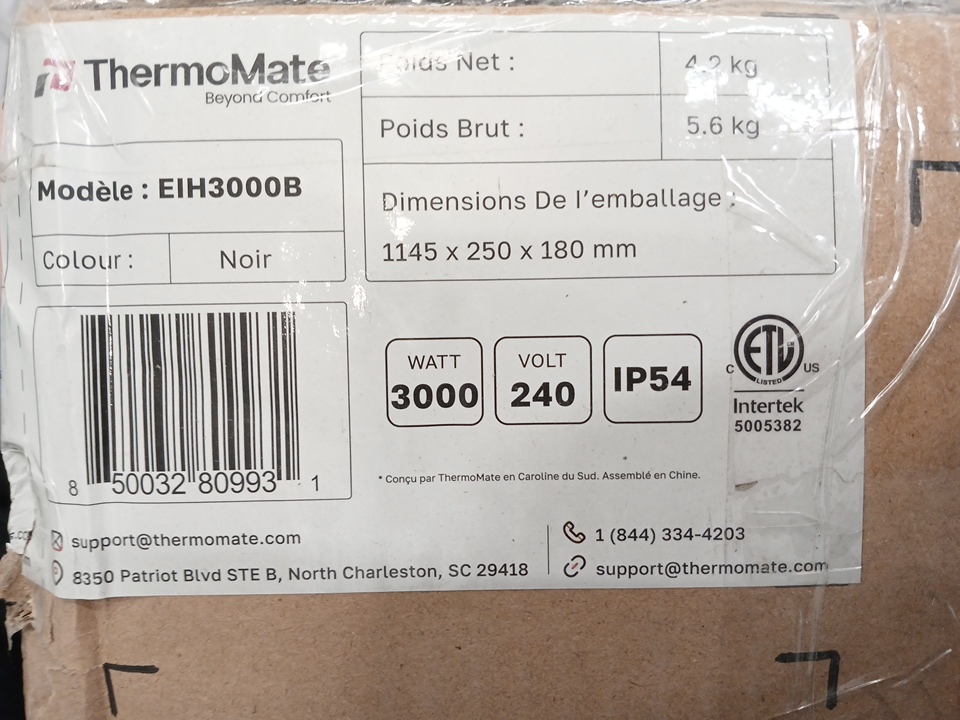 ThermoMate
Beyond Comfort
Modèle : EIH3000B
Colour : Noir
Poids Net : 4.2 kg
Poids Brut : 5.6 kg
Dimensions De l'emballage :
1145 x 250 x 180 mm
8 50032 80993 1
WATT
3000
VOLT
240
IP54
ETL
LISTED
C US
Intertek
5005382
* Conçu par ThermoMate en Caroline du Sud. Assemblé en Chine.
support@thermomate.com
8350 Patriot Blvd STE B, North Charleston, SC 29418
1 (844) 334-4203
support@thermomate.com